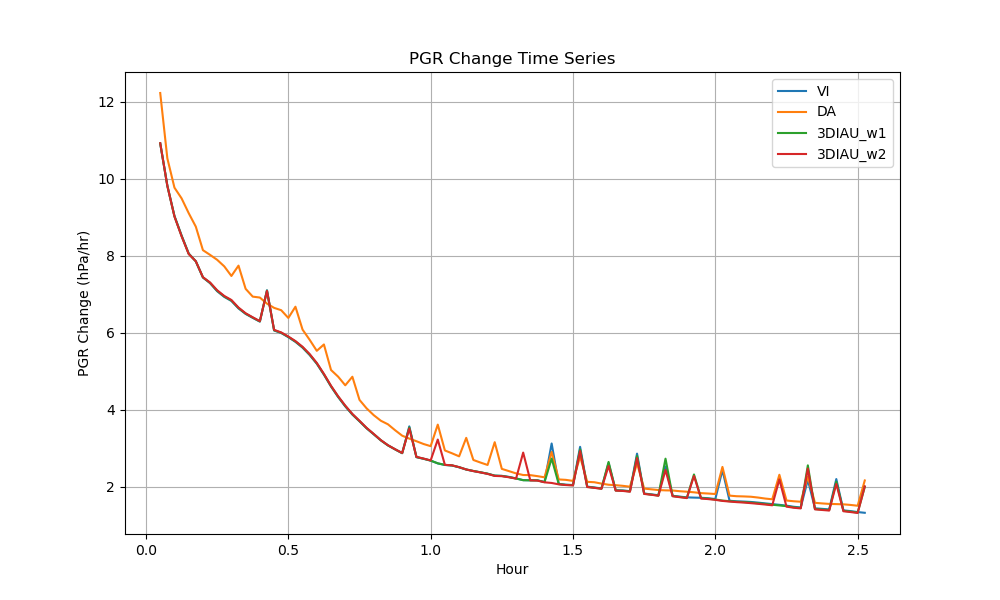 PGR Change Time Series
VI
DA
3DIAU_w1
3DIAU_w2
PGR Change (hPa/hr)
12
10
8
6
4
2
0.0 0.5 1.0 1.5 2.0 2.5
Hour